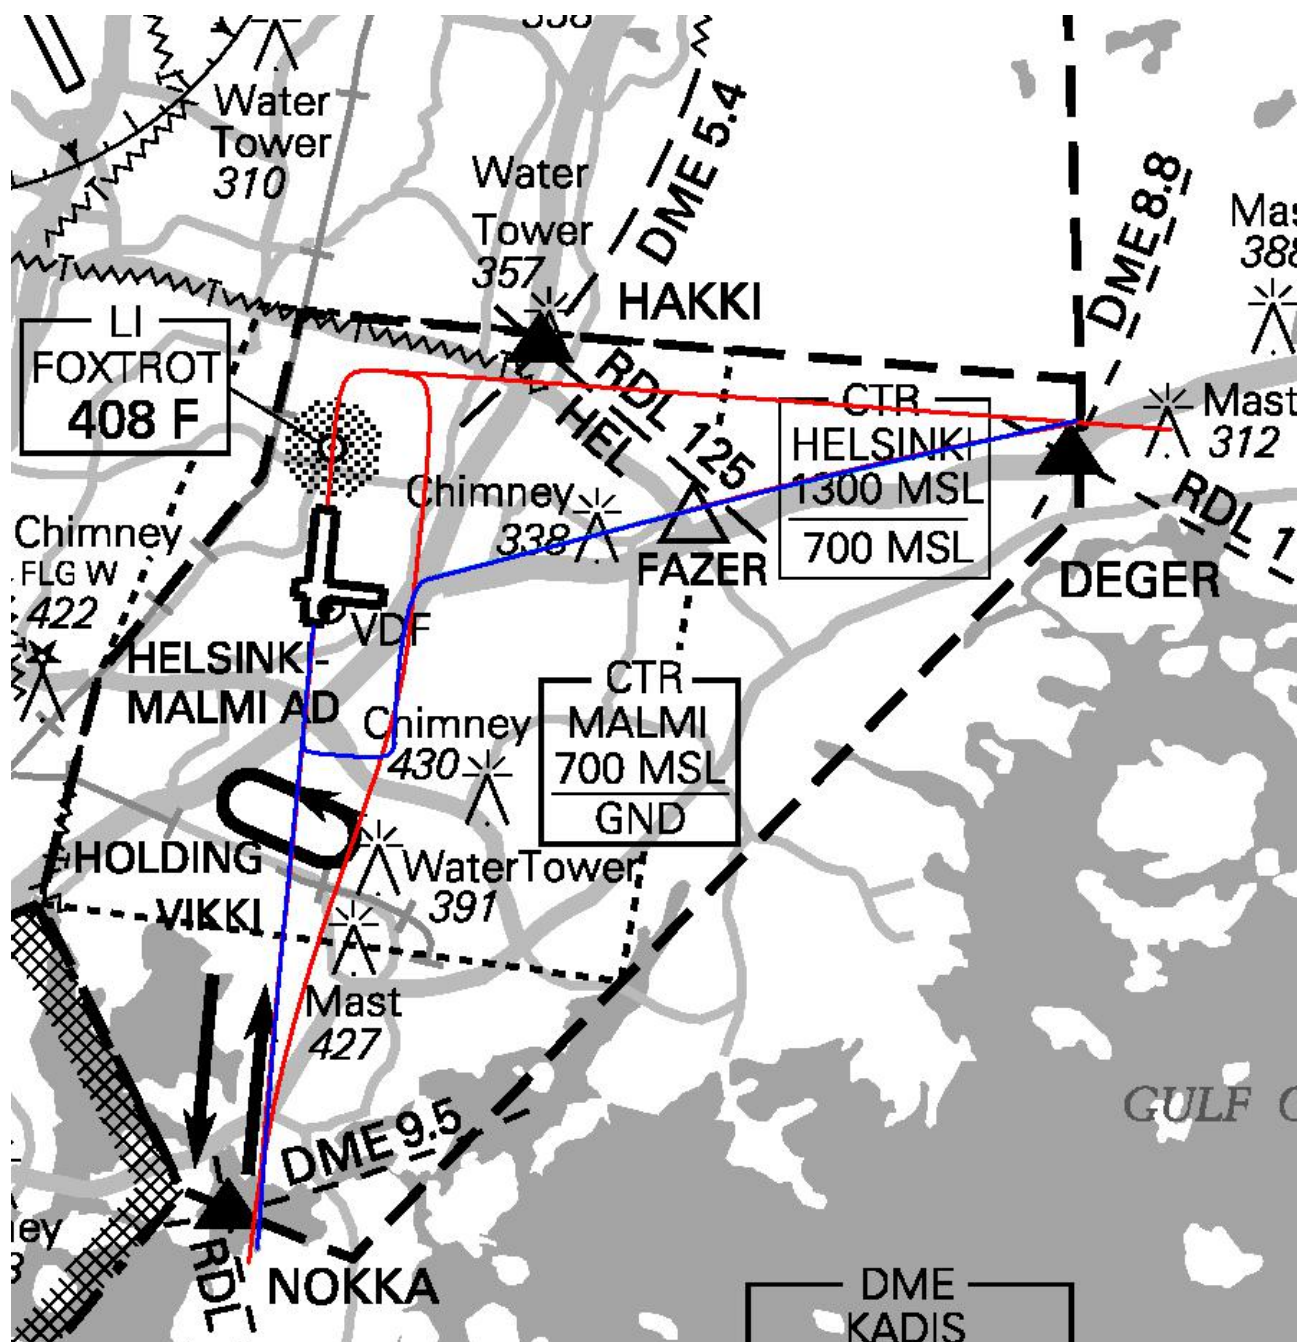 Water
Tower
310
DME 5.4
Water
Tower
357
HAKKI
DME 8.8
388
LI
FOXTROT
408 F
RDL 125
HEL
CTR
HELSINKI
1300 MSL
700 MSL
Mast
312
RDL 1
Chimney
338
FAZER
DEGER
Chimney
FLG W
422
VDF
HELSINKI-
MALMI AD
Chimney
430
CTR
MALMI
700 MSL
GND
HOLDING
VIKKI
WaterTower
391
Mast
427
GULF
DME 9.5
RDL
NOKKA
DME
KADIS